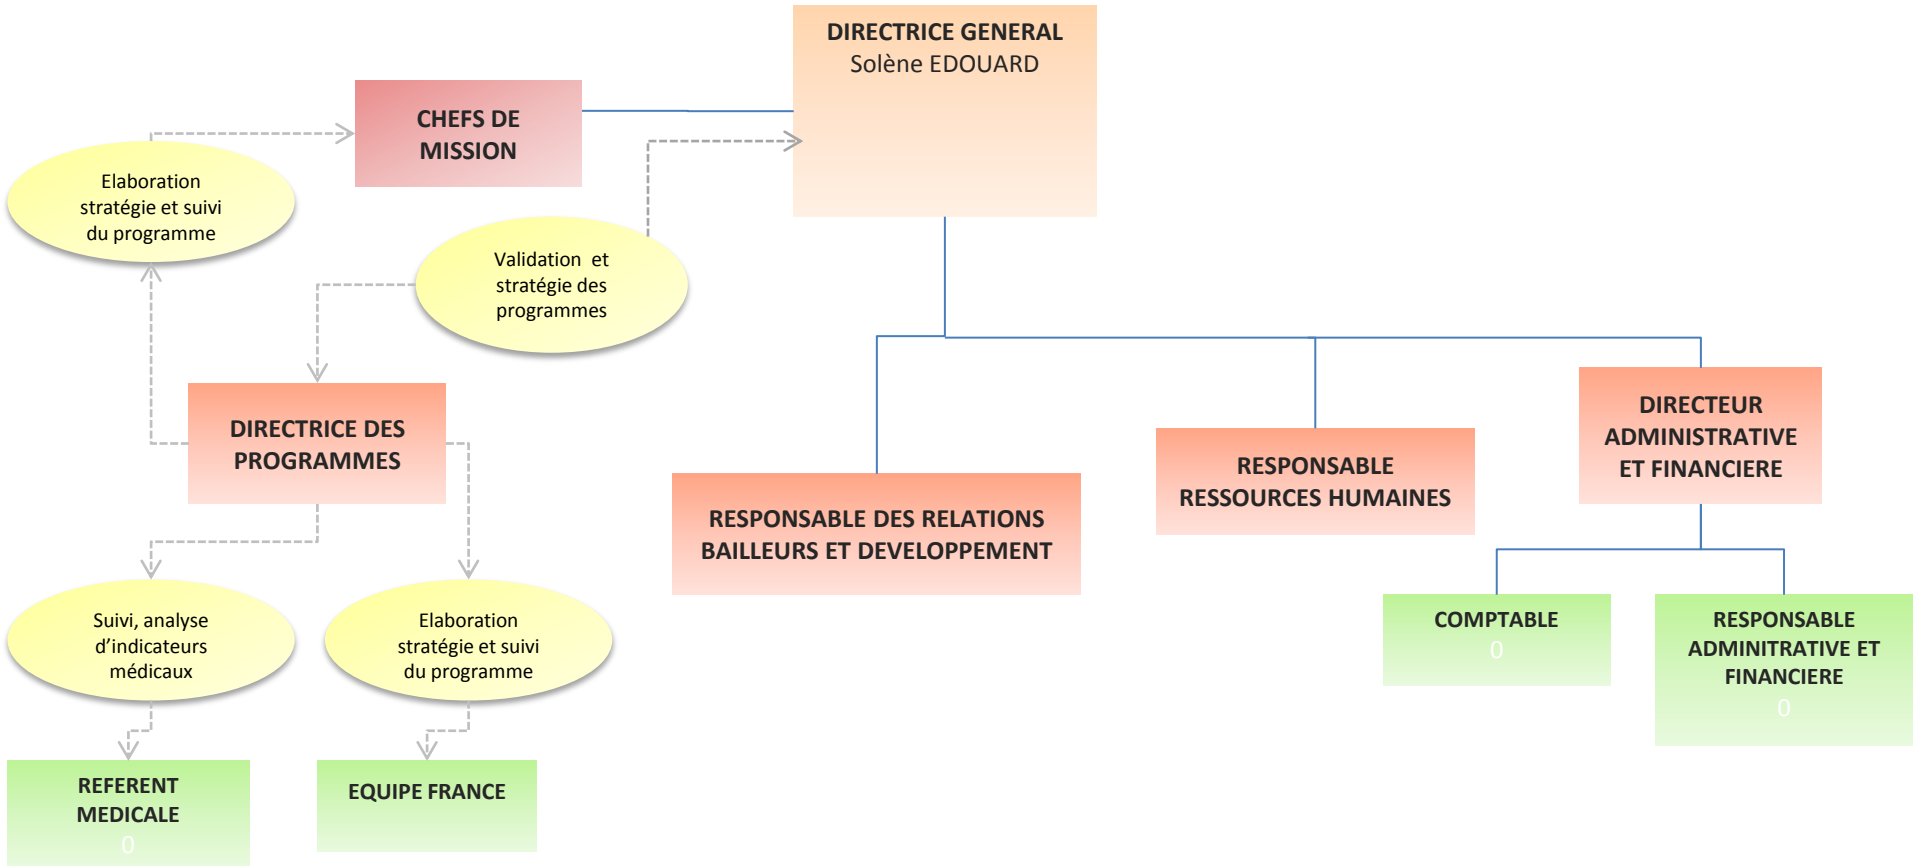 DIRECTRICE GENERAL
Solène EDOUARD
CHEFS DE
MISSION
Elaboration
stratégie et suivi
du programme
Validation et
stratégie des
programmes
DIRECTRICE DES
PROGRAMMES
DIRECTEUR
ADMINISTRATIVE
ET FINANCIERE
RESPONSABLE
RESSOURCES HUMAINES
RESPONSABLE DES RELATIONS
BAILLEURS ET DEVELOPPEMENT
Suivi, analyse
d’indicateurs
médicaux
Elaboration
stratégie et suivi
du programme
COMPTABLE
0
RESPONSABLE
ADMINITRATIVE ET
FINANCIERE
0
REFERENT
MEDICALE
0
EQUIPE FRANCE